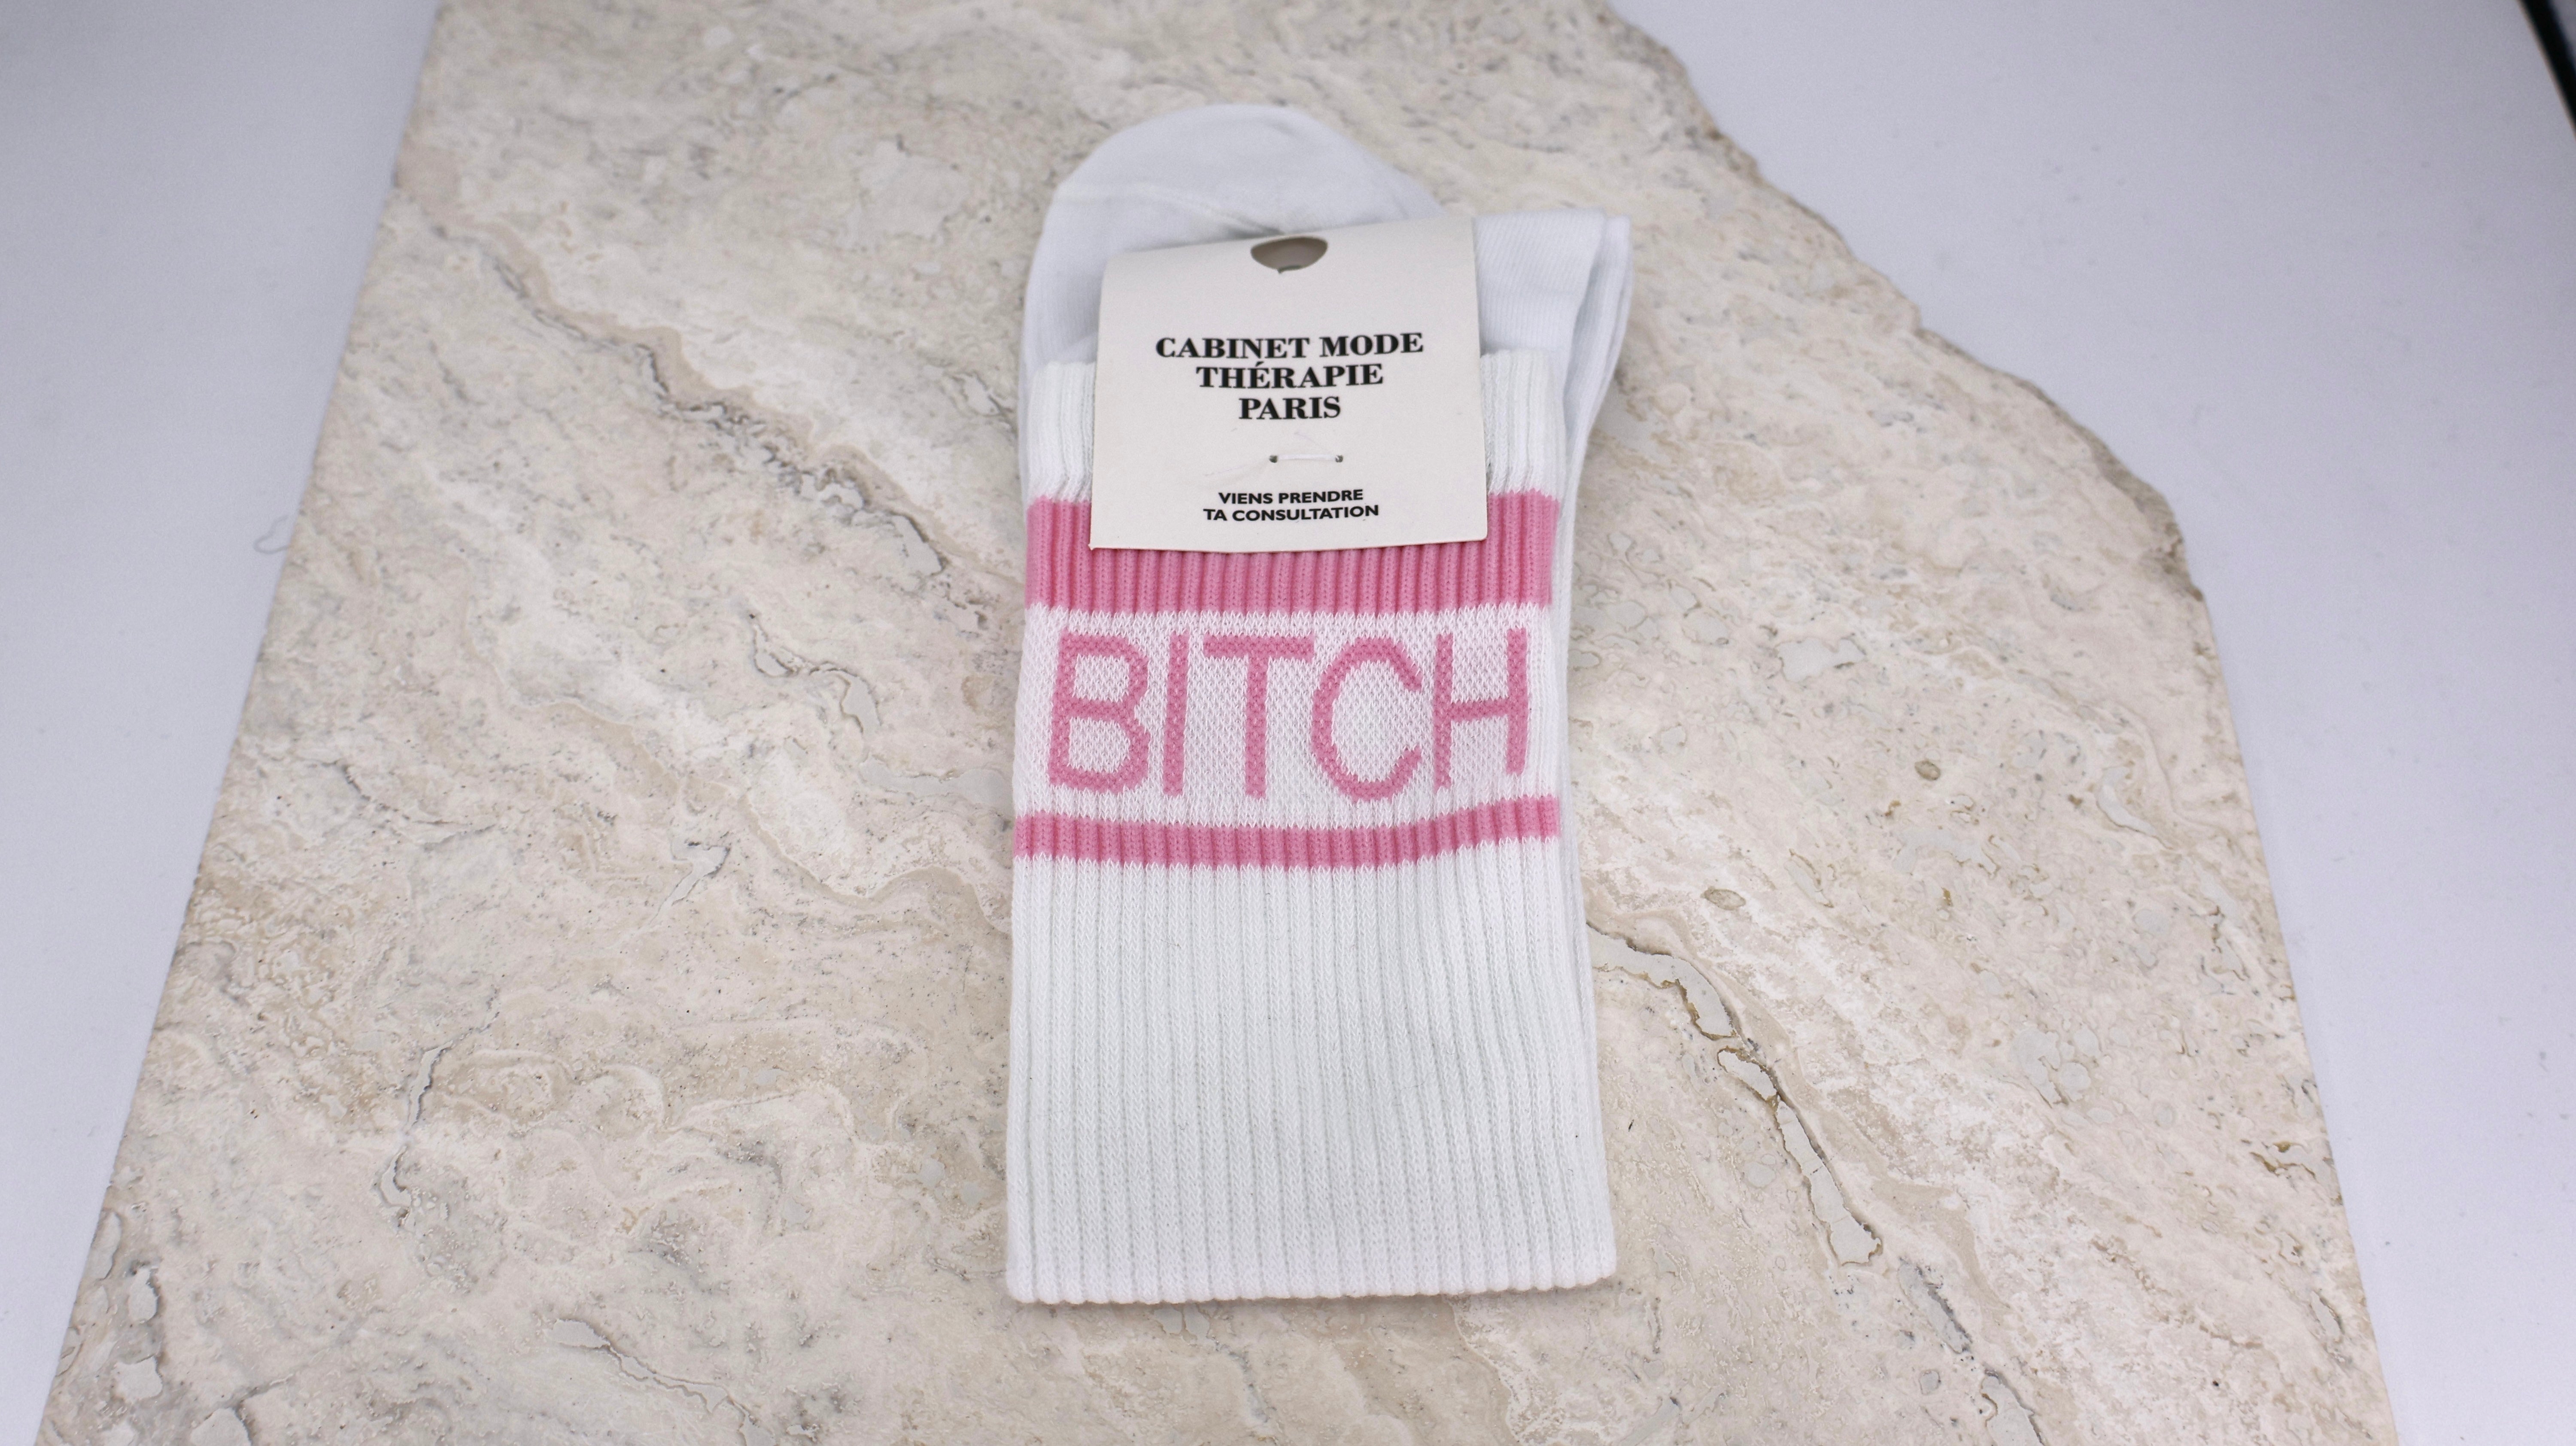 CABINET MODE
THÉRAPIE
PARIS
VIENS PRENDRE
TA CONSULTATION
BITCH